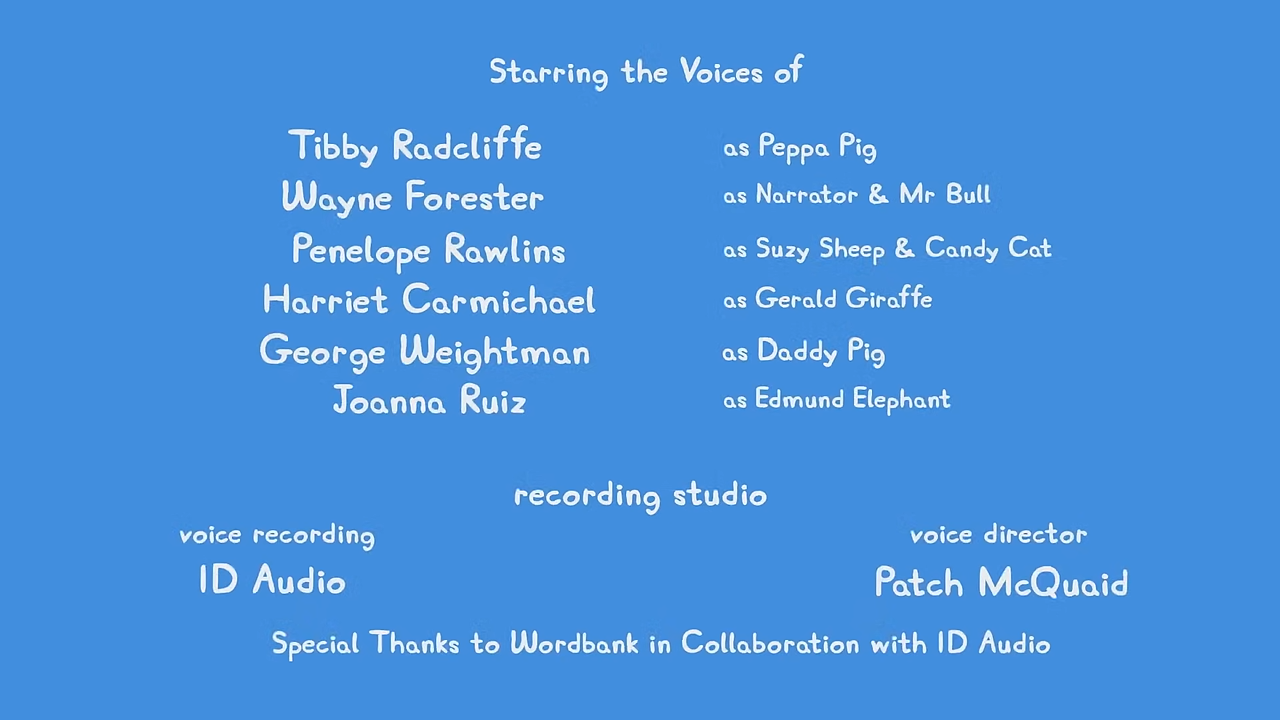 Starring the Voices of
Tibby Radcliffe as Peppa Pig
Wayne Forester as Narrator & Mr Bull
Penelope Rawlins as Suzy Sheep & Candy Cat
Harriet Carmichael as Gerald Giraffe
George Weightman as Daddy Pig
Joanna Ruiz as Edmund Elephant
recording studio
voice recording voice director
ID Audio Patch McQuaid
Special Thanks to Wordbank in Collaboration with ID Audio